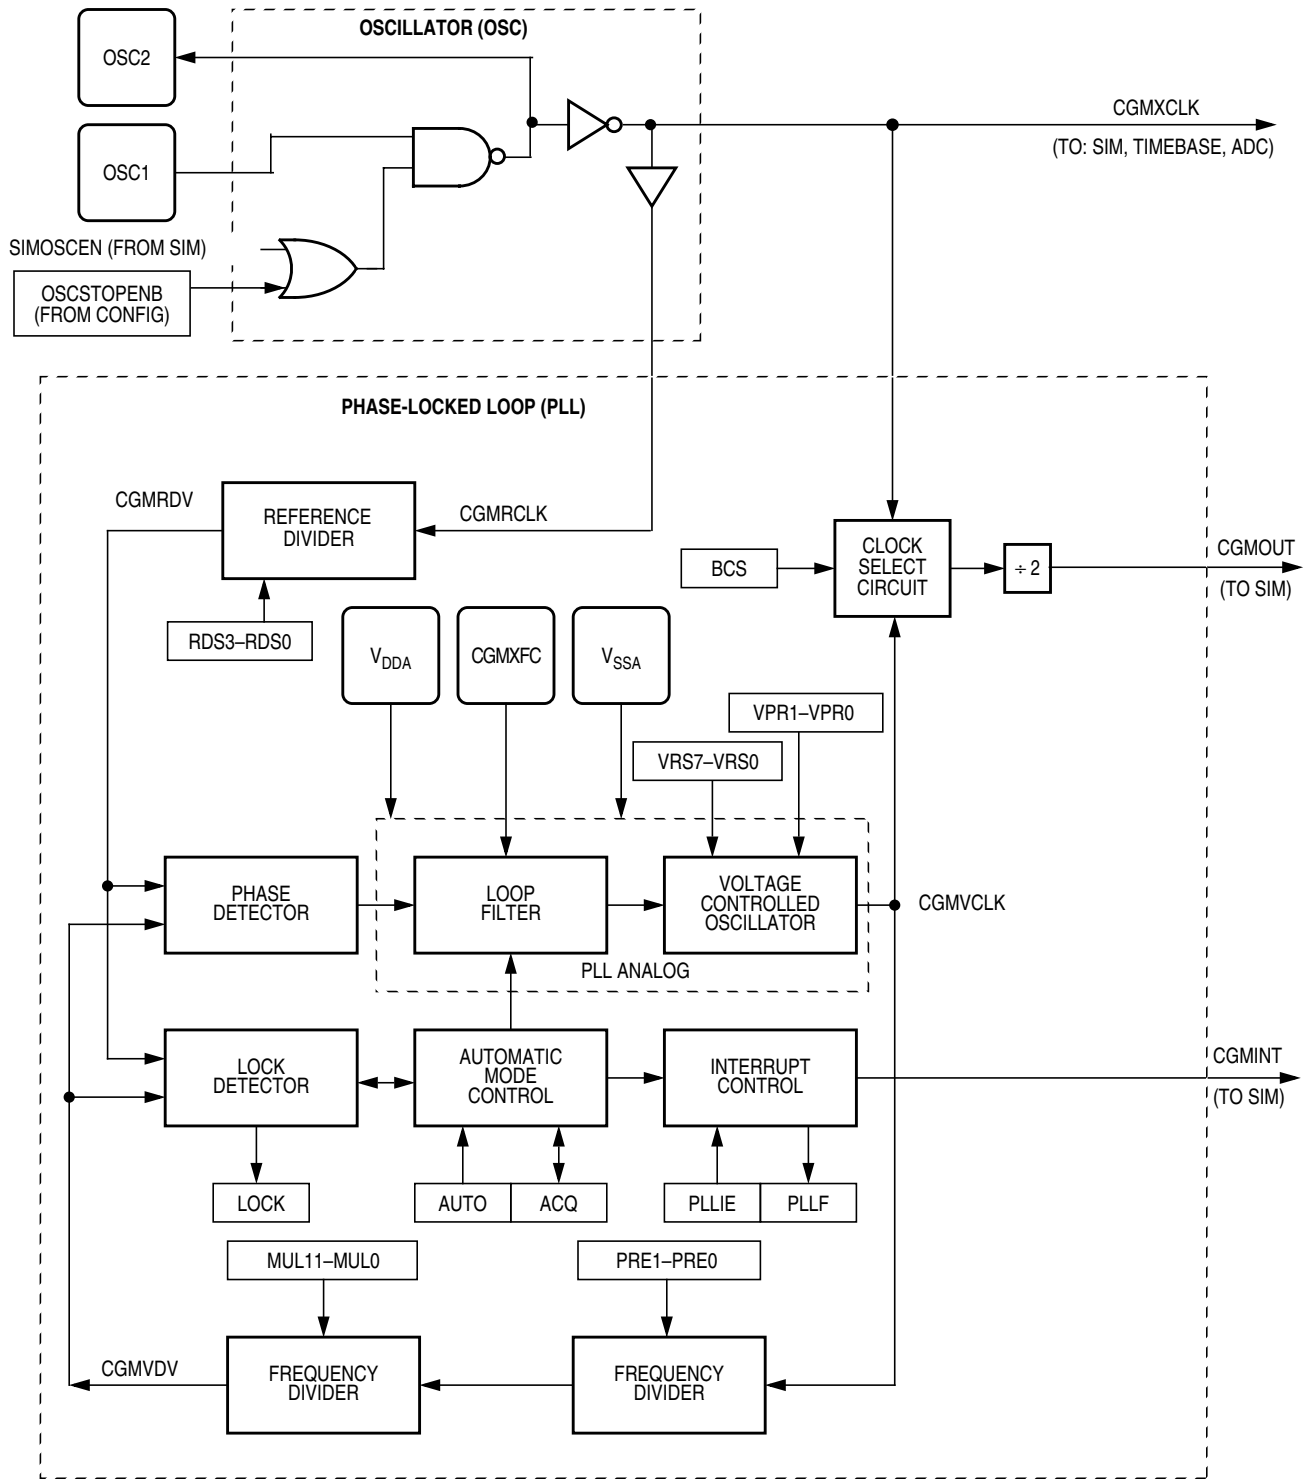 OSCILLATOR (OSC)
OSC2
CGMXCLK
(TO: SIM, TIMEBASE, ADC)
OSC1
SIMOSCEN (FROM SIM)
OSCSTOPENB
(FROM CONFIG)
PHASE-LOCKED LOOP (PLL)
CGMRDV
REFERENCE
DIVIDER
CGMRCLK
BCS
CLOCK
SELECT
CIRCUIT
÷ 2
CGMOUT
(TO SIM)
RDS3–RDS0
VDDA
CGMXFC
VSSA
VPR1–VPR0
VRS7–VRS0
PHASE
DETECTOR
LOOP
FILTER
VOLTAGE
CONTROLLED
OSCILLATOR
CGMVCLK
PLL ANALOG
LOCK
DETECTOR
AUTOMATIC
MODE
CONTROL
INTERRUPT
CONTROL
CGMINT
(TO SIM)
LOCK
AUTO
ACQ
PLLIE
PLLF
MUL11–MUL0
PRE1–PRE0
CGMVDV
FREQUENCY
DIVIDER
FREQUENCY
DIVIDER